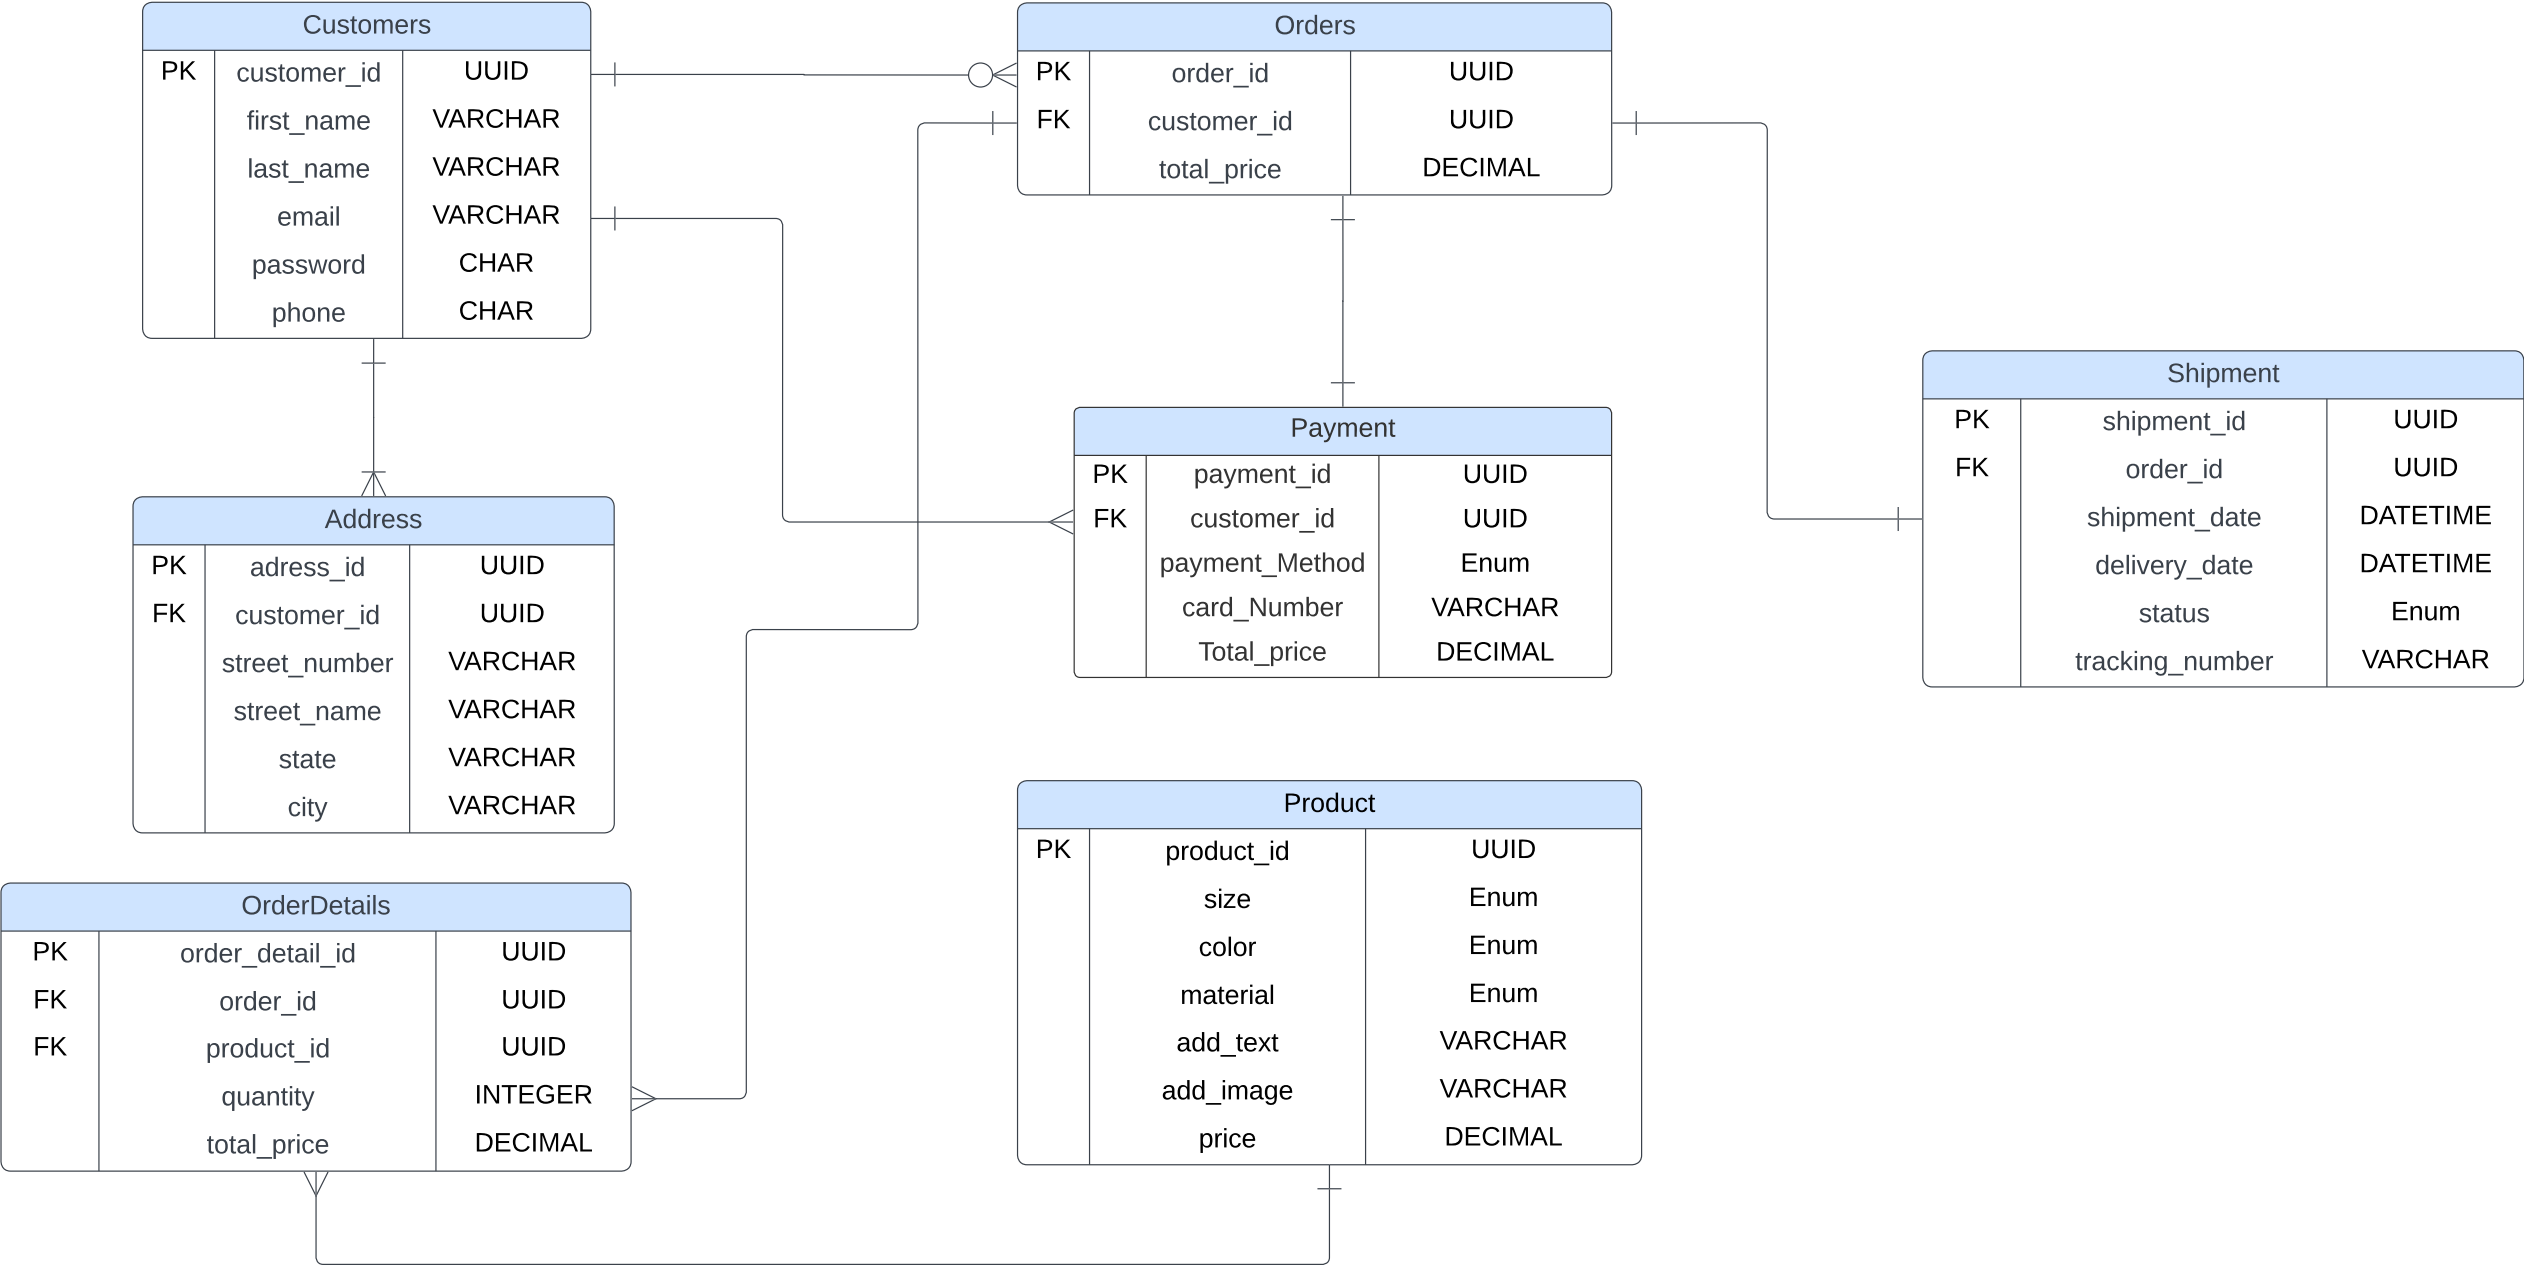 Customers
PK customer_id UUID
first_name VARCHAR
last_name VARCHAR
email VARCHAR
password CHAR
phone CHAR
Orders
PK order_id UUID
FK customer_id UUID
total_price DECIMAL
Payment
PK payment_id UUID
FK customer_id UUID
payment_Method Enum
card_Number VARCHAR
Total_price DECIMAL
Shipment
PK shipment_id UUID
FK order_id UUID
shipment_date DATETIME
delivery_date DATETIME
status Enum
tracking_number VARCHAR
Address
PK adress_id UUID
FK customer_id UUID
street_number VARCHAR
street_name VARCHAR
state VARCHAR
city VARCHAR
Product
PK product_id UUID
size Enum
color Enum
material Enum
add_text VARCHAR
add_image VARCHAR
price DECIMAL
OrderDetails
PK order_detail_id UUID
FK order_id UUID
FK product_id UUID
quantity INTEGER
total_price DECIMAL